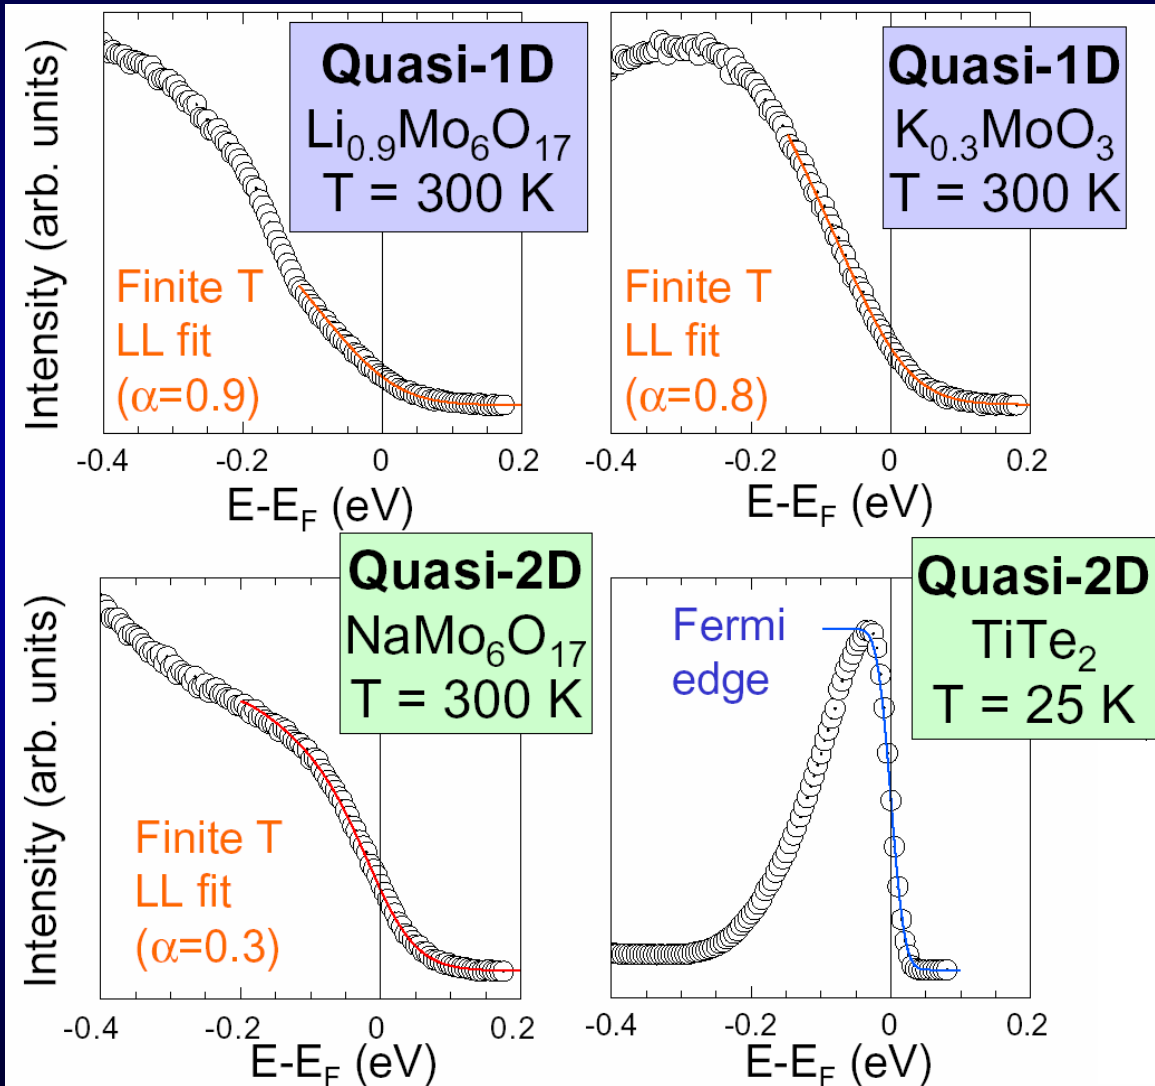 Intensity (arb. units)
Quasi-1D
Li0.9Mo6O17
T = 300 K
Finite T
LL fit
(α=0.9)
-0.4 -0.2 0 0.2
E-EF (eV)
Quasi-1D
K0.3MoO3
T = 300 K
Finite T
LL fit
(α=0.8)
-0.4 -0.2 0 0.2
E-EF (eV)
Intensity (arb. units)
Quasi-2D
NaMo6O17
T = 300 K
Finite T
LL fit
(α=0.3)
-0.4 -0.2 0 0.2
E-EF (eV)
Fermi
edge
Quasi-2D
TiTe2
T = 25 K
-0.4 -0.2 0 0.2
E-EF (eV)